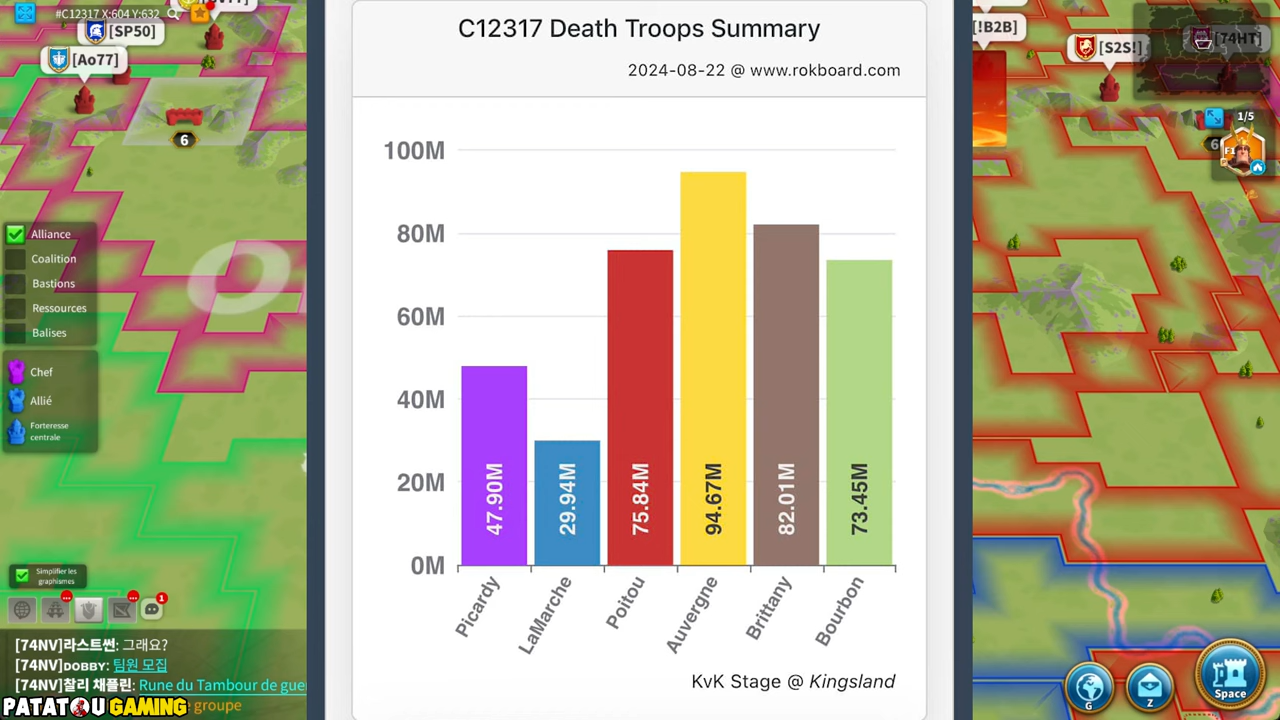 #C12317 X:604 Y:632
[SP50]
[Ao77]
6
Alliance
Coalition
Bastions
Ressources
Balises
Chef
Allié
Forteresse
centrale
Simplifier les
graphismes
1
[74NV]라스트썬: 그래요?
[74NV]DOBBY: 팀원 모집
[74NV]찰리 채플린: Rune du Tambour de gue
groupe
PATATOU GAMING
C12317 Death Troops Summary
2024-08-22 @ www.rokboard.com
100M
80M
60M
40M
20M
0M
47.90M
29.94M
75.84M
94.67M
82.01M
73.45M
Picardy
LaMarche
Poitou
Auvergne
Brittany
Bourbon
KvK Stage @ Kingsland
[!B2B]
[S2S!]
[74HT]
1/5
6
G
Z
Space